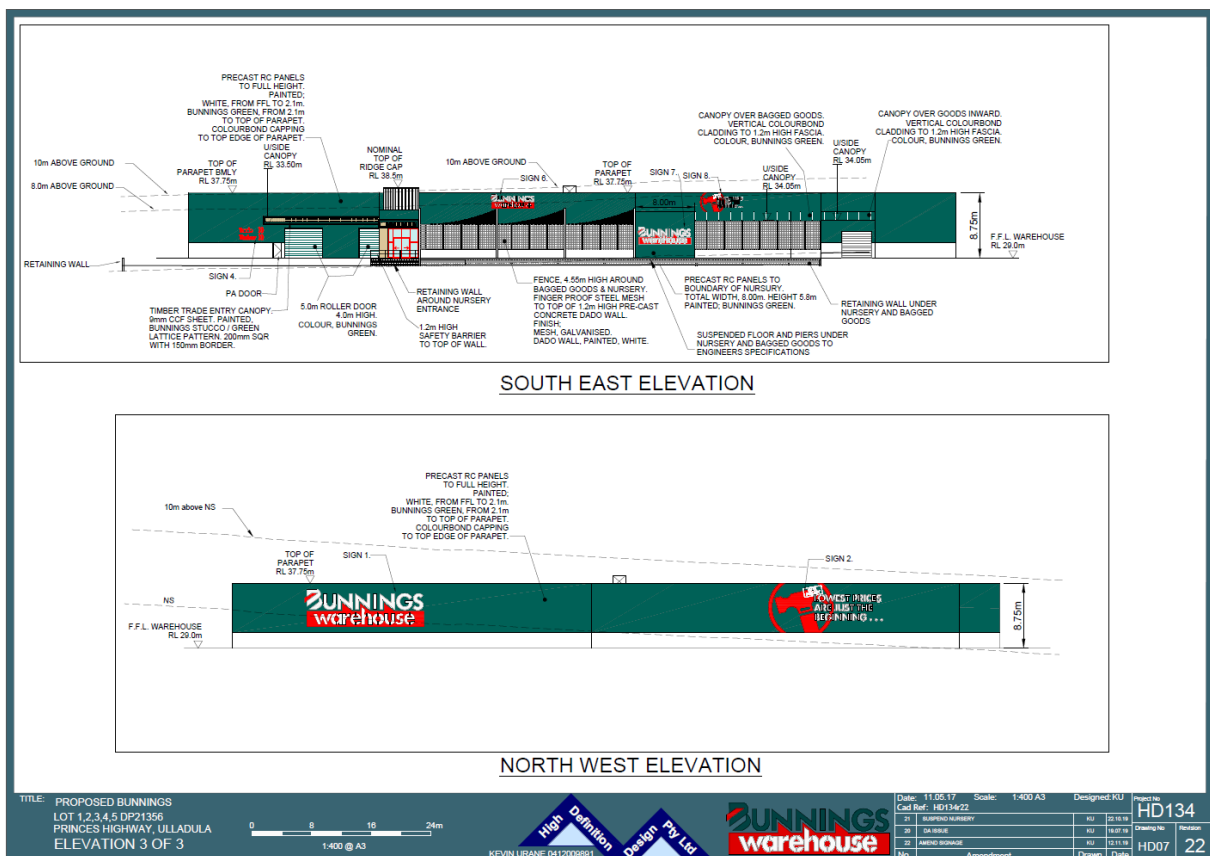 PRECAST RC PANELS
TO FULL HEIGHT.
PAINTED;
WHITE, FROM FFL TO 2.1m.
BUNNINGS GREEN, FROM 2.1m
TO TOP OF PARAPET.
COLOURBOND CAPPING
TO TOP EDGE OF PARAPET.
U/SIDE
CANOPY
RL 33.50m
NOMINAL
TOP OF
RIDGE CAP
RL 38.5m
10m ABOVE GROUND
8.0m ABOVE GROUND
TOP OF
PARAPET BMLY
RL 37.75m
10m ABOVE GROUND
SIGN 6.
TOP OF
PARAPET
RL 37.75m
SIGN 7.
SIGN 8.
CANOPY OVER BAGGED GOODS.
VERTICAL COLOURBOND
CLADDING TO 1.2m HIGH FASCIA.
COLOUR, BUNNINGS GREEN.
U/SIDE
CANOPY
RL 34.05m
CANOPY OVER GOODS INWARD.
VERTICAL COLOURBOND
CLADDING TO 1.2m HIGH FASCIA.
COLOUR, BUNNINGS GREEN.
U/SIDE
CANOPY
RL 34.05m
BUNNINGS
warehouse
8.00m
BUNNINGS
warehouse
8.75m
F.F.L. WAREHOUSE
RL 29.0m
RETAINING WALL
SIGN 4.
PA DOOR
TIMBER TRADE ENTRY CANOPY.
9mm CCF SHEET. PAINTED,
BUNNINGS STUCCO / GREEN
LATTICE PATTERN. 200mm SQR
WITH 150mm BORDER.
5.0m ROLLER DOOR
4.0m HIGH.
COLOUR, BUNNINGS
GREEN.
RETAINING WALL
AROUND NURSERY
ENTRANCE
1.2m HIGH
SAFETY BARRIER
TO TOP OF WALL.
FENCE, 4.55m HIGH AROUND
BAGGED GOODS & NURSERY.
FINGER PROOF STEEL MESH
TO TOP OF 1.2m HIGH PRE-CAST
CONCRETE DADO WALL.
FINISH;
MESH, GALVANISED.
DADO WALL, PAINTED, WHITE.
PRECAST RC PANELS TO
BOUNDARY OF NURSURY.
TOTAL WIDTH, 8.00m. HEIGHT 5.8m
PAINTED; BUNNINGS GREEN.
SUSPENDED FLOOR AND PIERS UNDER
NURSERY AND BAGGED GOODS TO
ENGINEERS SPECIFICATIONS
RETAINING WALL UNDER
NURSERY AND BAGGED
GOODS
SOUTH EAST ELEVATION
PRECAST RC PANELS
TO FULL HEIGHT.
PAINTED;
WHITE, FROM FFL TO 2.1m.
BUNNINGS GREEN, FROM 2.1m
TO TOP OF PARAPET.
COLOURBOND CAPPING
TO TOP EDGE OF PARAPET.
10m above NS
TOP OF
PARAPET
RL 37.75m
SIGN 1.
SIGN 2.
NS
F.F.L. WAREHOUSE
RL 29.0m
BUNNINGS
warehouse
LOWEST PRICES
ARE JUST THE
BEGINNING...
8.75m
NORTH WEST ELEVATION
TITLE:
PROPOSED BUNNINGS
LOT 1,2,3,4,5 DP21356
PRINCES HIGHWAY, ULLADULA
ELEVATION 3 OF 3
0 8 16 24m
1:400 @ A3
High Definition Design Pty Ltd
KEVIN URANE 0412009891
BUNNINGS
warehouse
Date: 11.05.17 Scale: 1:400 A3 Designed: KU
Cad Ref: HD134r22
21 SUSPEND NURSERY KU 22.10.19
20 DA ISSUE KU 19.07.19
22 AMEND SIGNAGE KU 12.11.19
No. Amendment Drawn Date
Project No
HD134
Drawing No
HD07
Revision
22